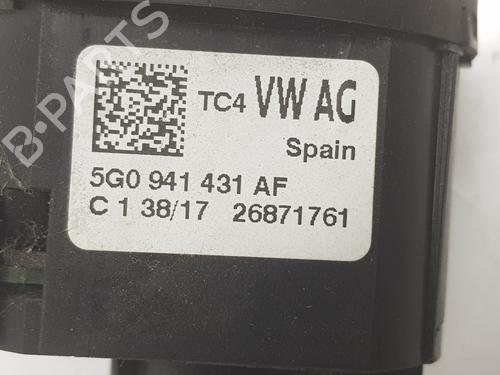 TC4 VW AG
Spain
5G0 941 431 AF
C 1 38/17 26871761
B-PARTS